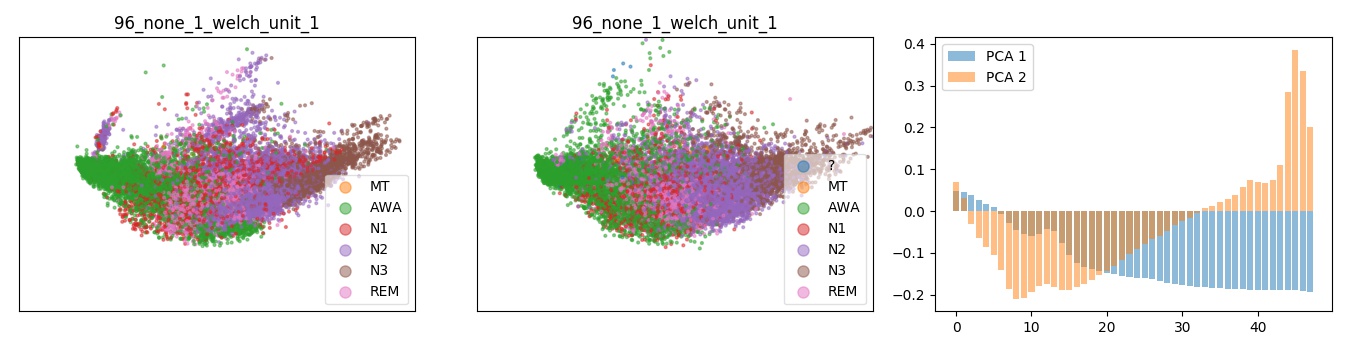 96_none_1_welch_unit_1
MT
AWA
N1
N2
N3
REM
96_none_1_welch_unit_1
?
MT
AWA
N1
N2
N3
REM
PCA 1
PCA 2
0.4
0.3
0.2
0.1
0.0
−0.1
−0.2
0
10
20
30
40